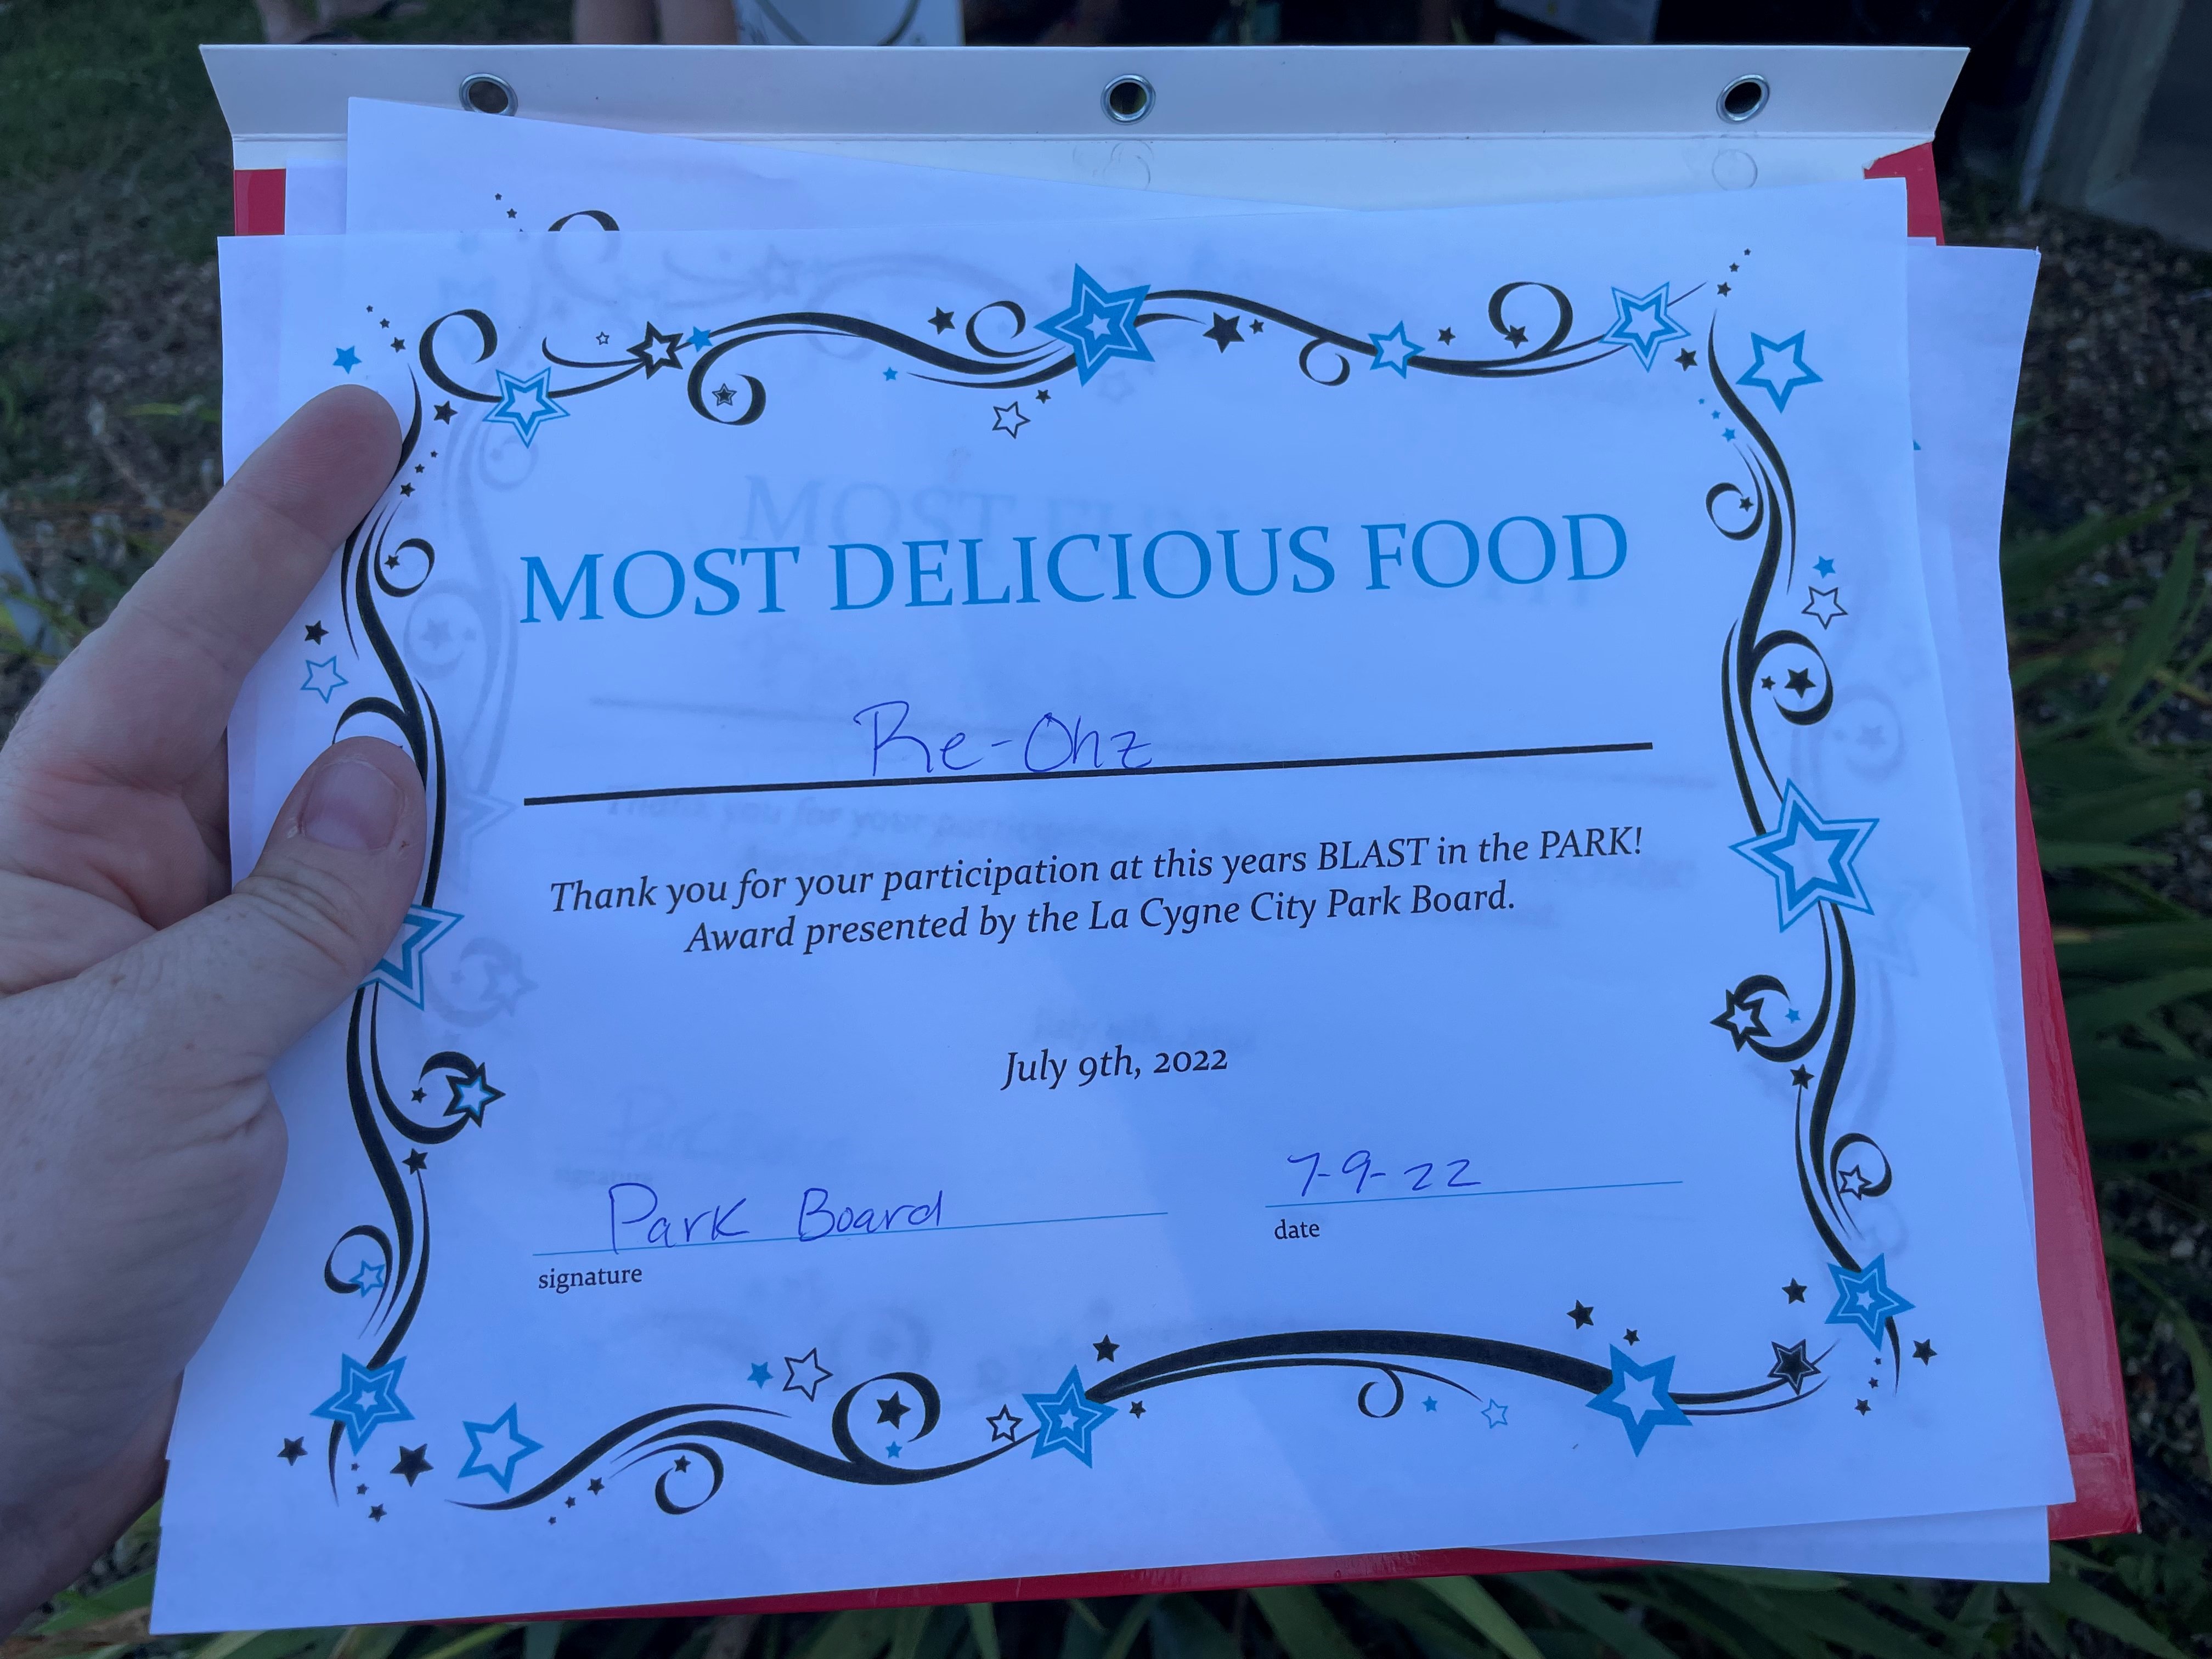 MOST DELICIOUS FOOD
Re-Ohz
Thank you for your participation at this years BLAST in the PARK!
Award presented by the La Cygne City Park Board.
July 9th, 2022
Park Board
7-9-22
signature
date